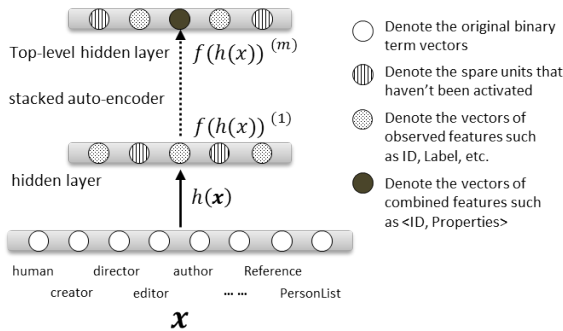 Top-level hidden layer
f(h(x))^(m)
stacked auto-encoder
f(h(x))^(1)
hidden layer
h(x)
human director author Reference
creator editor ... ... PersonList
x
Denote the original binary
term vectors
Denote the spare units that
haven't been activated
Denote the vectors of
observed features such
as ID, Label, etc.
Denote the vectors of
combined features such
as <ID, Properties>